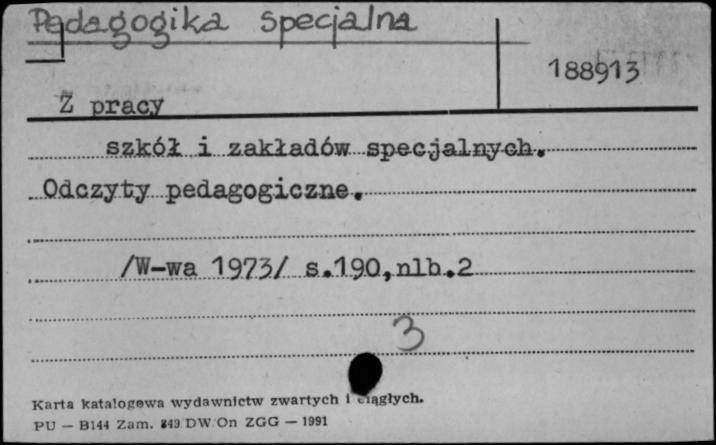 Pedagogika specjalna
188913
Z pracy
szkół i zakładów specjalnych.
Odczyty pedagogiczne.
/W-wa 1973/ s.190,nlb.2
3
Karta katalogowa wydawnictw zwartych i ciągłych.
PU — B144 Zam. 849 DW On ZGG — 1991